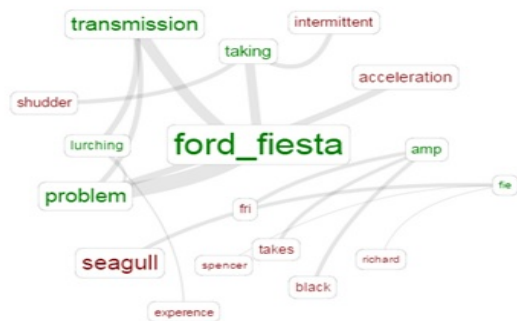 transmission
intermittent
taking
acceleration
shudder
lurching
ford_fiesta
amp
problem
fie
fri
seagull
takes
spencer
richard
black
experence